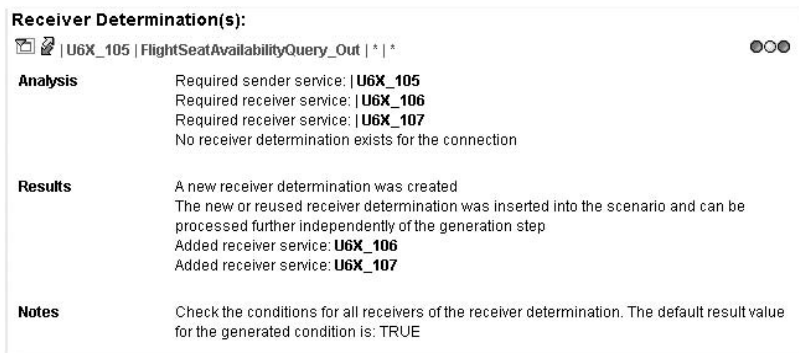 Receiver Determination(s):
| U6X_105 | FlightSeatAvailabilityQuery_Out | * | *
Analysis Required sender service: | U6X_105
Required receiver service: | U6X_106
Required receiver service: | U6X_107
No receiver determination exists for the connection
Results A new receiver determination was created
The new or reused receiver determination was inserted into the scenario and can be
processed further independently of the generation step
Added receiver service: U6X_106
Added receiver service: U6X_107
Notes Check the conditions for all receivers of the receiver determination. The default result value
for the generated condition is: TRUE